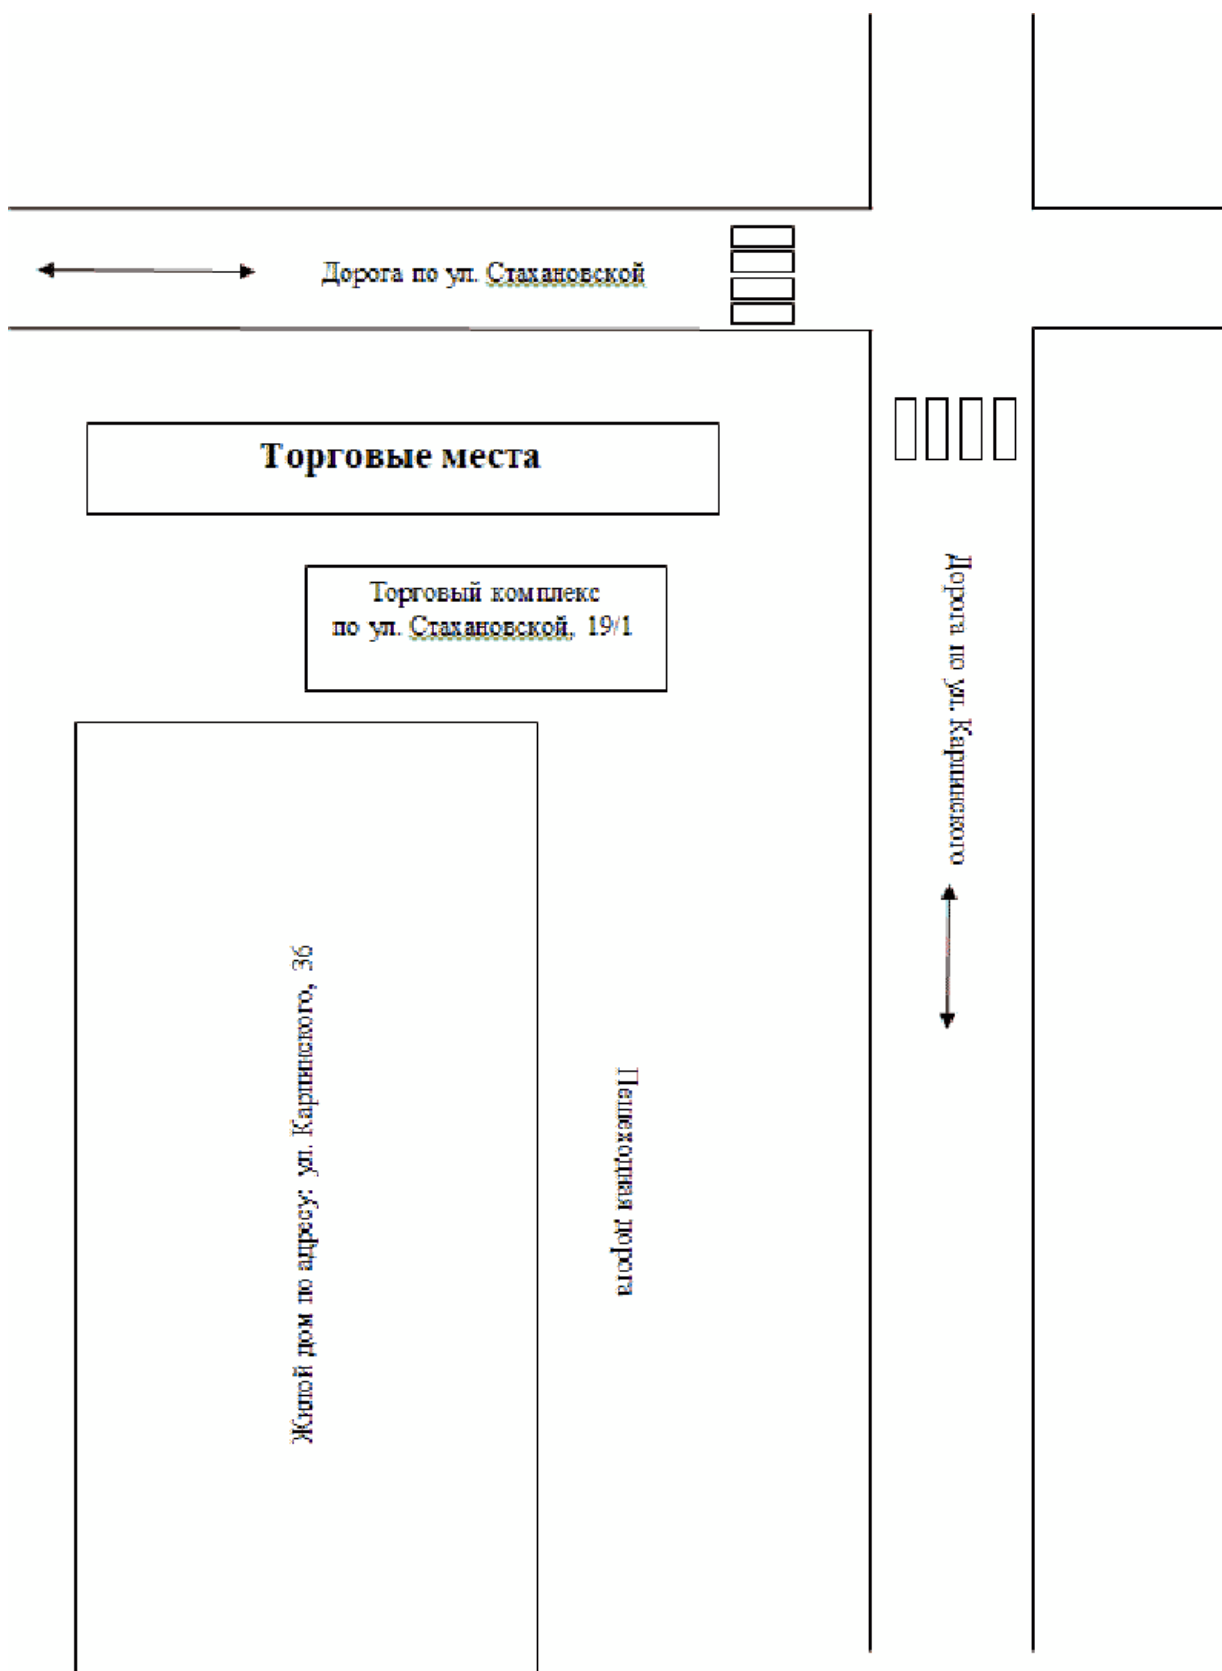 Дорога по ул. Стахановской
Торговые места
Торговый комплекс
по ул. Стахановской, 19/1
Дорога по ул. Карпинского
Жилой дом по адресу: ул. Карпинского, 36
Пешеходная дорога